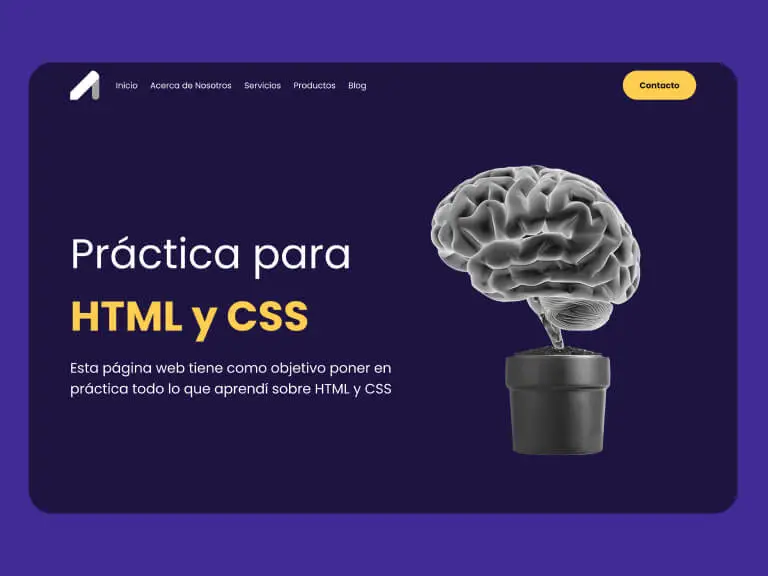 Inicio Acerca de Nosotros Servicios Productos Blog Contacto
Práctica para
HTML y CSS
Esta página web tiene como objetivo poner en
práctica todo lo que aprendí sobre HTML y CSS